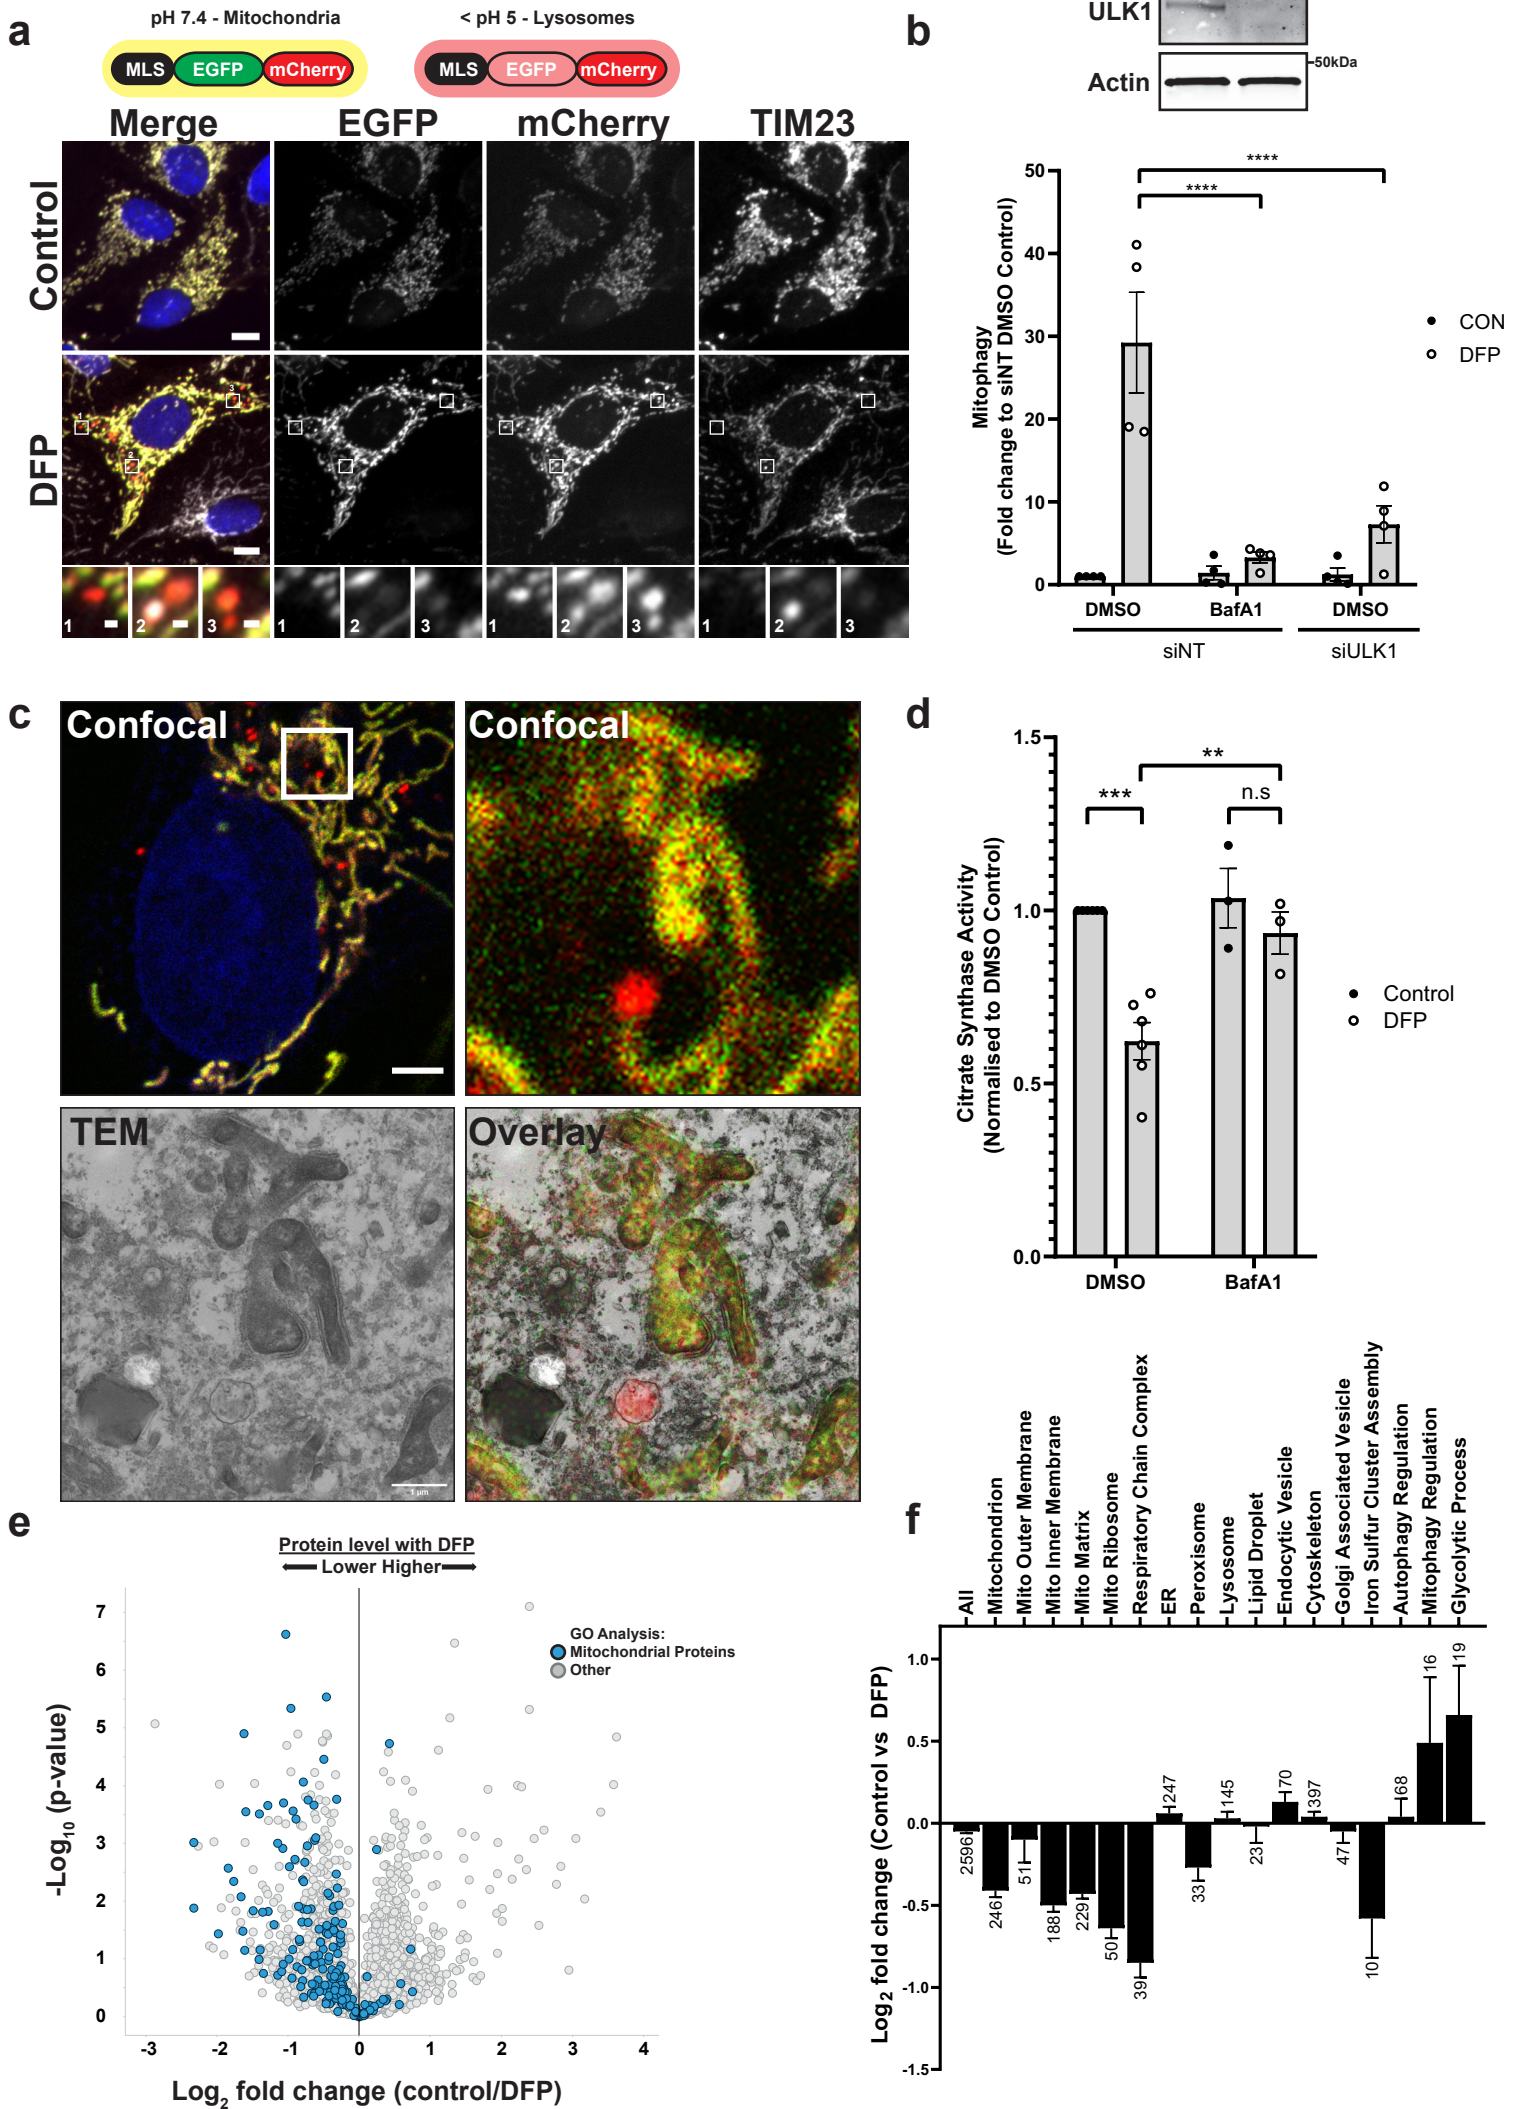 a
pH 7.4 - Mitochondria
< pH 5 - Lysosomes
MLS EGFP mCherry
MLS EGFP mCherry
Merge EGFP mCherry TIM23
Control
DFP
1
2
3
1 2 3 1 2 3 1 2 3 1 2 3
b
ULK1
Actin
50kDa
Mitophagy
(Fold change to siNT DMSO Control)
50
40
30
20
10
0
****
****
CON
DFP
DMSO BafA1 DMSO
siNT siULK1
c
Confocal
Confocal
TEM
Overlay
1 µm
d
Citrate Synthase Activity
(Normalised to DMSO Control)
1.5
1.0
0.5
0.0
**
***
n.s
Control
DFP
DMSO BafA1
e
Protein level with DFP
Lower Higher
GO Analysis:
Mitochondrial Proteins
Other
-Log10 (p-value)
7
6
5
4
3
2
1
0
-3 -2 -1 0 1 2 3 4
Log2 fold change (control/DFP)
f
All
Mitochondrion
Mito Outer Membrane
Mito Inner Membrane
Mito Matrix
Mito Ribosome
Respiratory Chain Complex
ER
Peroxisome
Lysosome
Lipid Droplet
Endocytic Vesicle
Cytoskeleton
Golgi Associated Vesicle
Iron Sulfur Cluster Assembly
Autophagy Regulation
Mitophagy Regulation
Glycolytic Process
Log2 fold change (Control vs DFP)
1.0
0.5
0.0
-0.5
-1.0
-1.5
2596
246
51
188
229
50
39
247
33
145
23
70
397
47
10
68
16
19